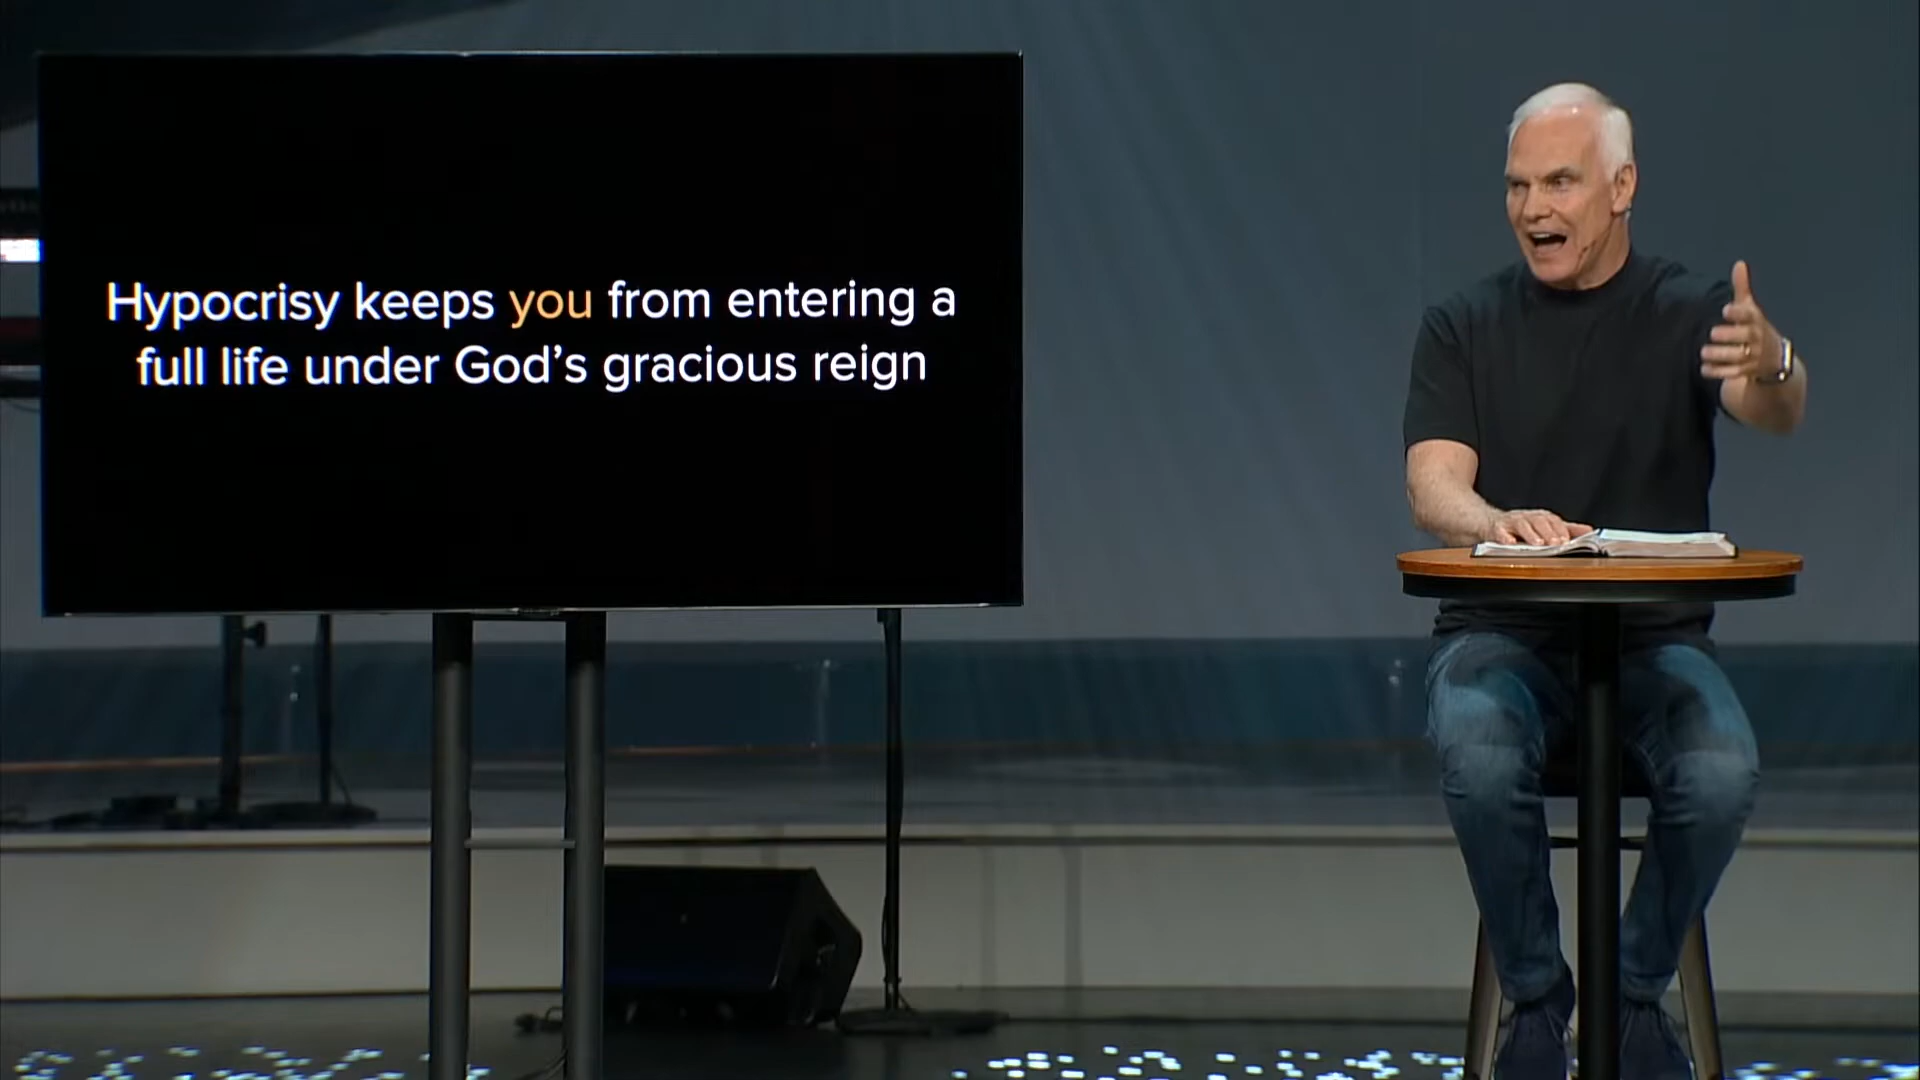 Hypocrisy keeps you from entering a
full life under God’s gracious reign